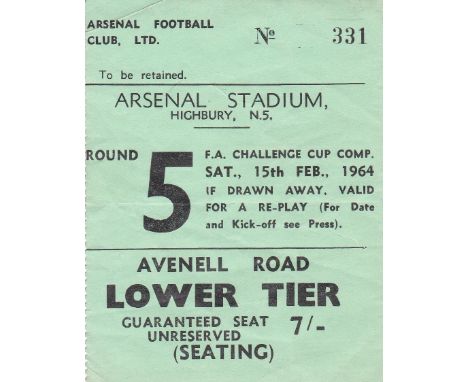 ARSENAL FOOTBALL
CLUB, LTD.
Nº 331
To be retained.
ARSENAL STADIUM,
HIGHBURY, N.5.
ROUND 5
F.A. CHALLENGE CUP COMP.
SAT., 15th FEB., 1964
IF DRAWN AWAY, VALID
FOR A RE-PLAY (For Date
and Kick-off see Press).
AVENELL ROAD
LOWER TIER
GUARANTEED SEAT 7/-
UNRESERVED
(SEATING)